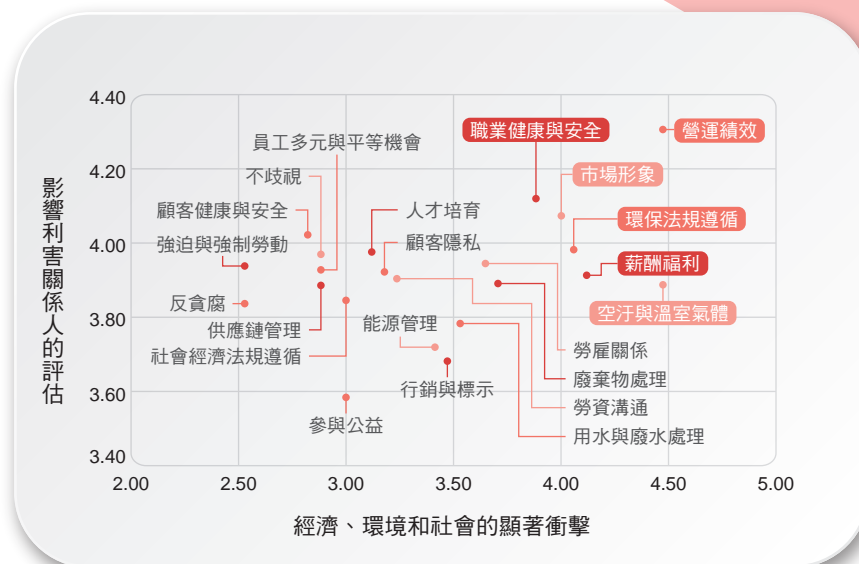 4.40
4.20
4.00
3.80
3.60
3.40
影響利害關係人的評估
員工多元與平等機會
不歧視
顧客健康與安全
強迫與強制勞動
反貪腐
供應鏈管理
社會經濟法規遵循
參與公益
職業健康與安全
人才培育
顧客隱私
能源管理
行銷與標示
營運績效
市場形象
環保法規遵循
薪酬福利
空汙與溫室氣體
勞雇關係
廢棄物處理
勞資溝通
用水與廢水處理
2.00
2.50
3.00
3.50
4.00
4.50
5.00
經濟、環境和社會的顯著衝擊